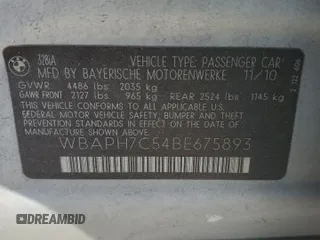 BMW
328iA
VEHICLE TYPE: PASSENGER CAR
MFD BY BAYERISCHE MOTORENWERKE 11/10
GVWR 4486 lbs 2035 kg
GAWR FRONT 2127 lbs - 965 kg REAR 2524 lbs 1145 kg
THIS VEHICLE CONFORMS TO ALL APPLICABLE U.S.
FEDERAL MOTOR VEHICLE SAFETY, BUMPER AND THEFT
PREVENTION STANDARDS IN EFFECT ON THE DATE OF
MANUFACTURE SHOWN ABOVE.
WBAPH7C54BE675893
DREAMBID